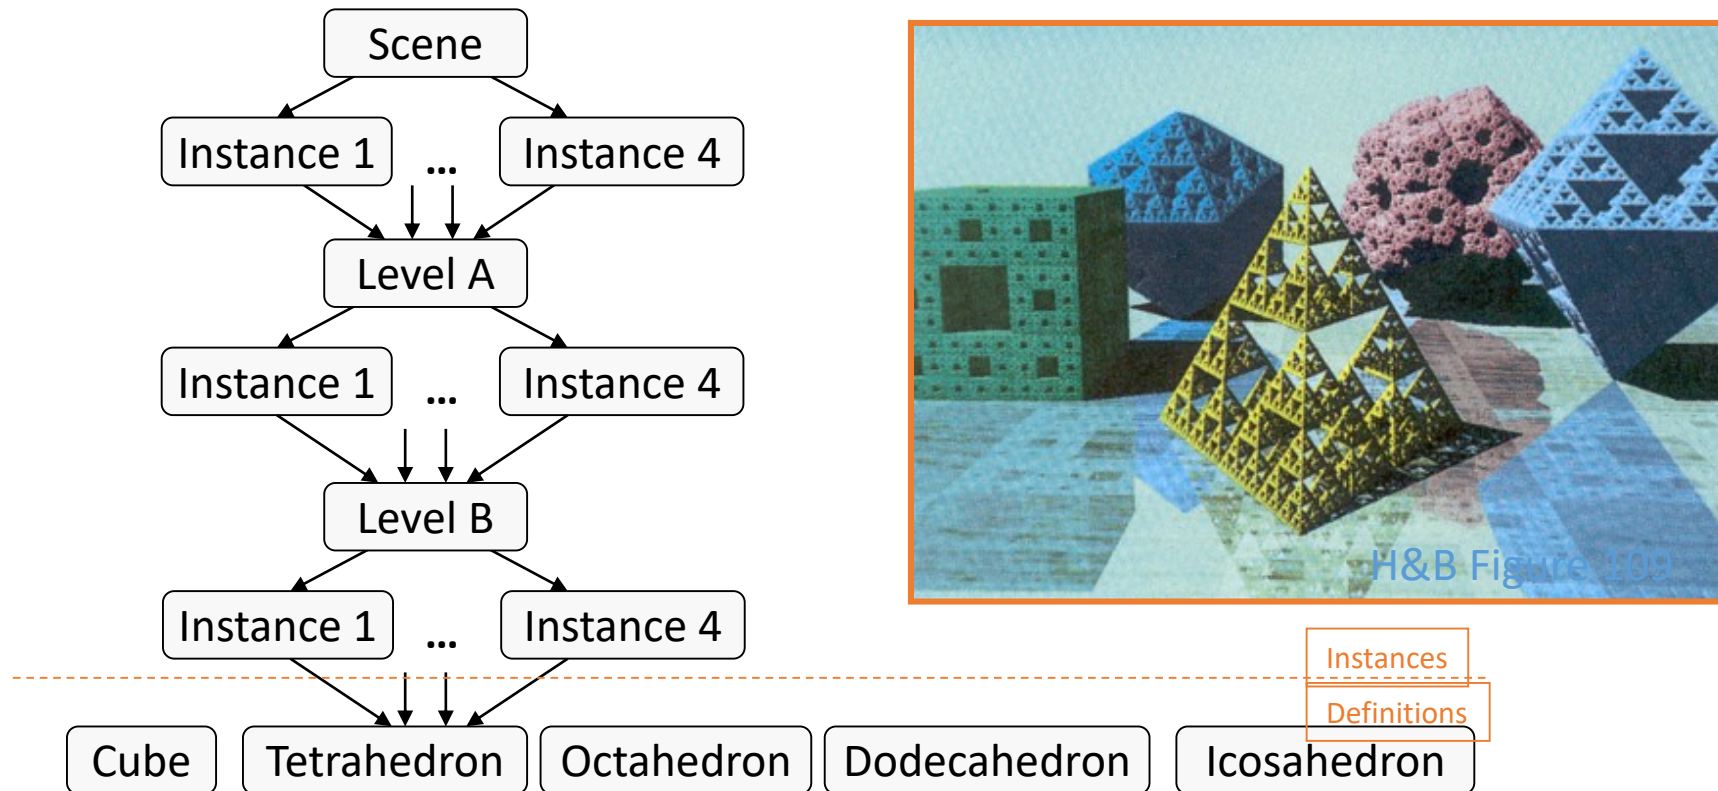 Scene
Instance 1 ... Instance 4
Level A
Instance 1 ... Instance 4
Level B
Instance 1 ... Instance 4
Cube Tetrahedron Octahedron Dodecahedron Icosahedron
H&B Figure 109
Instances
Definitions